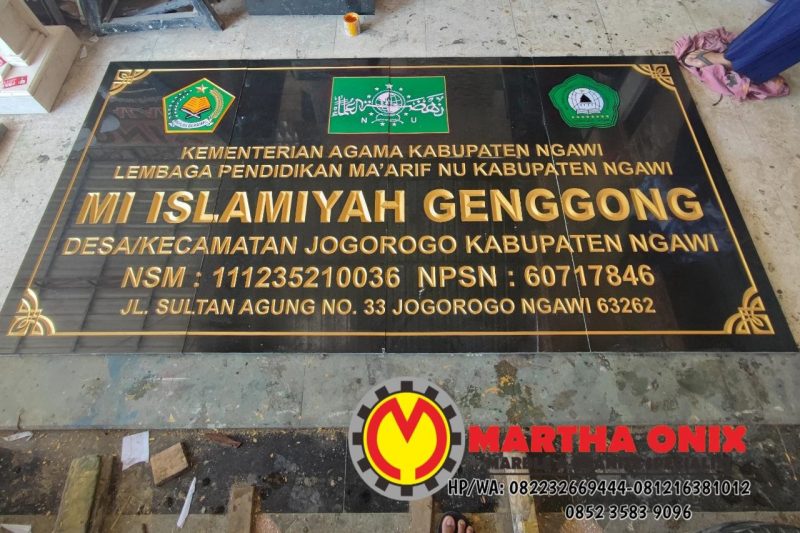 N U
KEMENTERIAN AGAMA KABUPATEN NGAWI
LEMBAGA PENDIDIKAN MA'ARIF NU KABUPATEN NGAWI
MI ISLAMIYAH GENGGONG
DESA/KECAMATAN JOGOROGO KABUPATEN NGAWI
NSM : 111235210036 NPSN : 60717846
JL. SULTAN AGUNG NO. 33 JOGOROGO NGAWI 63262
MARTHA ONIX
HP/WA: 082232669444-081216381012
0852 3583 9096